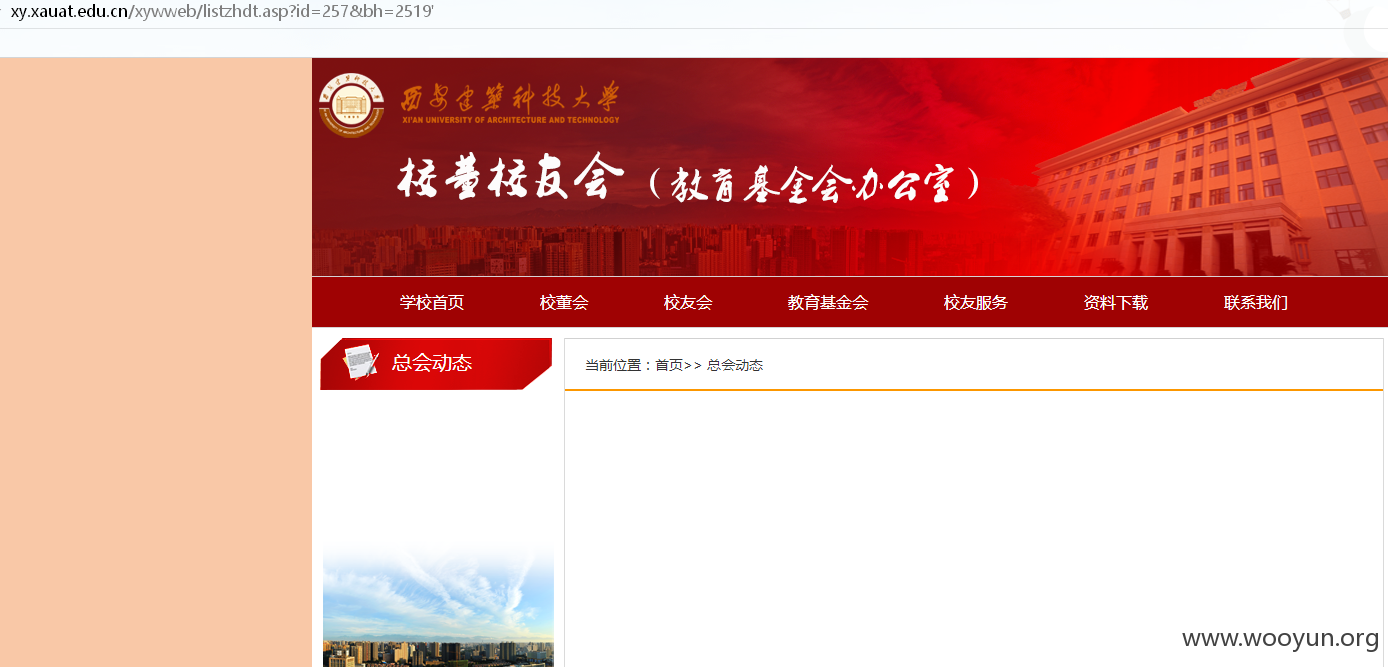 xy.xauat.edu.cn/xywweb/listzhdt.asp?id=257&bh=2519'
西安建筑科技大学
XI'AN UNIVERSITY OF ARCHITECTURE AND TECHNOLOGY
校董校友会（教育基金会办公室）
学校首页 校董会 校友会 教育基金会 校友服务 资料下载 联系我们
总会动态
当前位置：首页>> 总会动态
www.wooyun.org